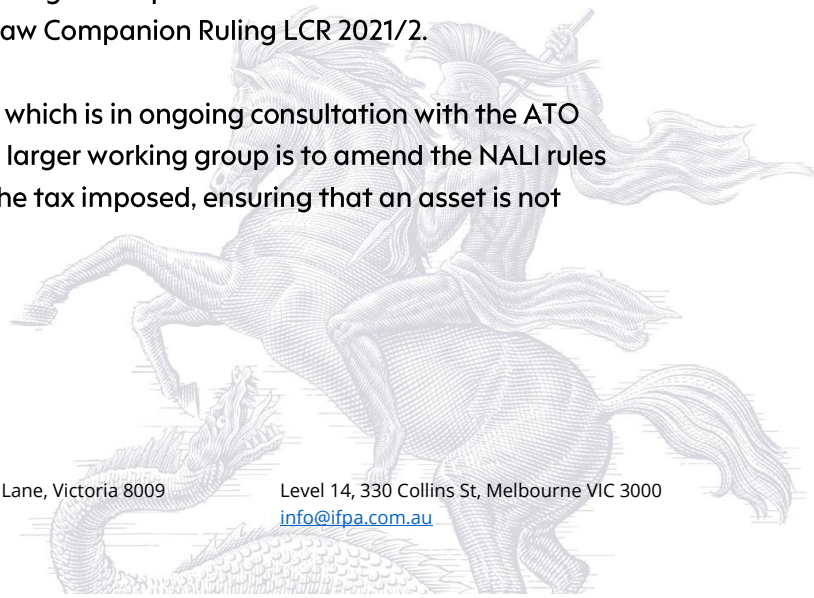 aw Companion Ruling LCR 2021/2.
which is in ongoing consultation with the ATO
larger working group is to amend the NALI rules
he tax imposed, ensuring that an asset is not
Lane, Victoria 8009
Level 14, 330 Collins St, Melbourne VIC 3000
info@ifpa.com.au